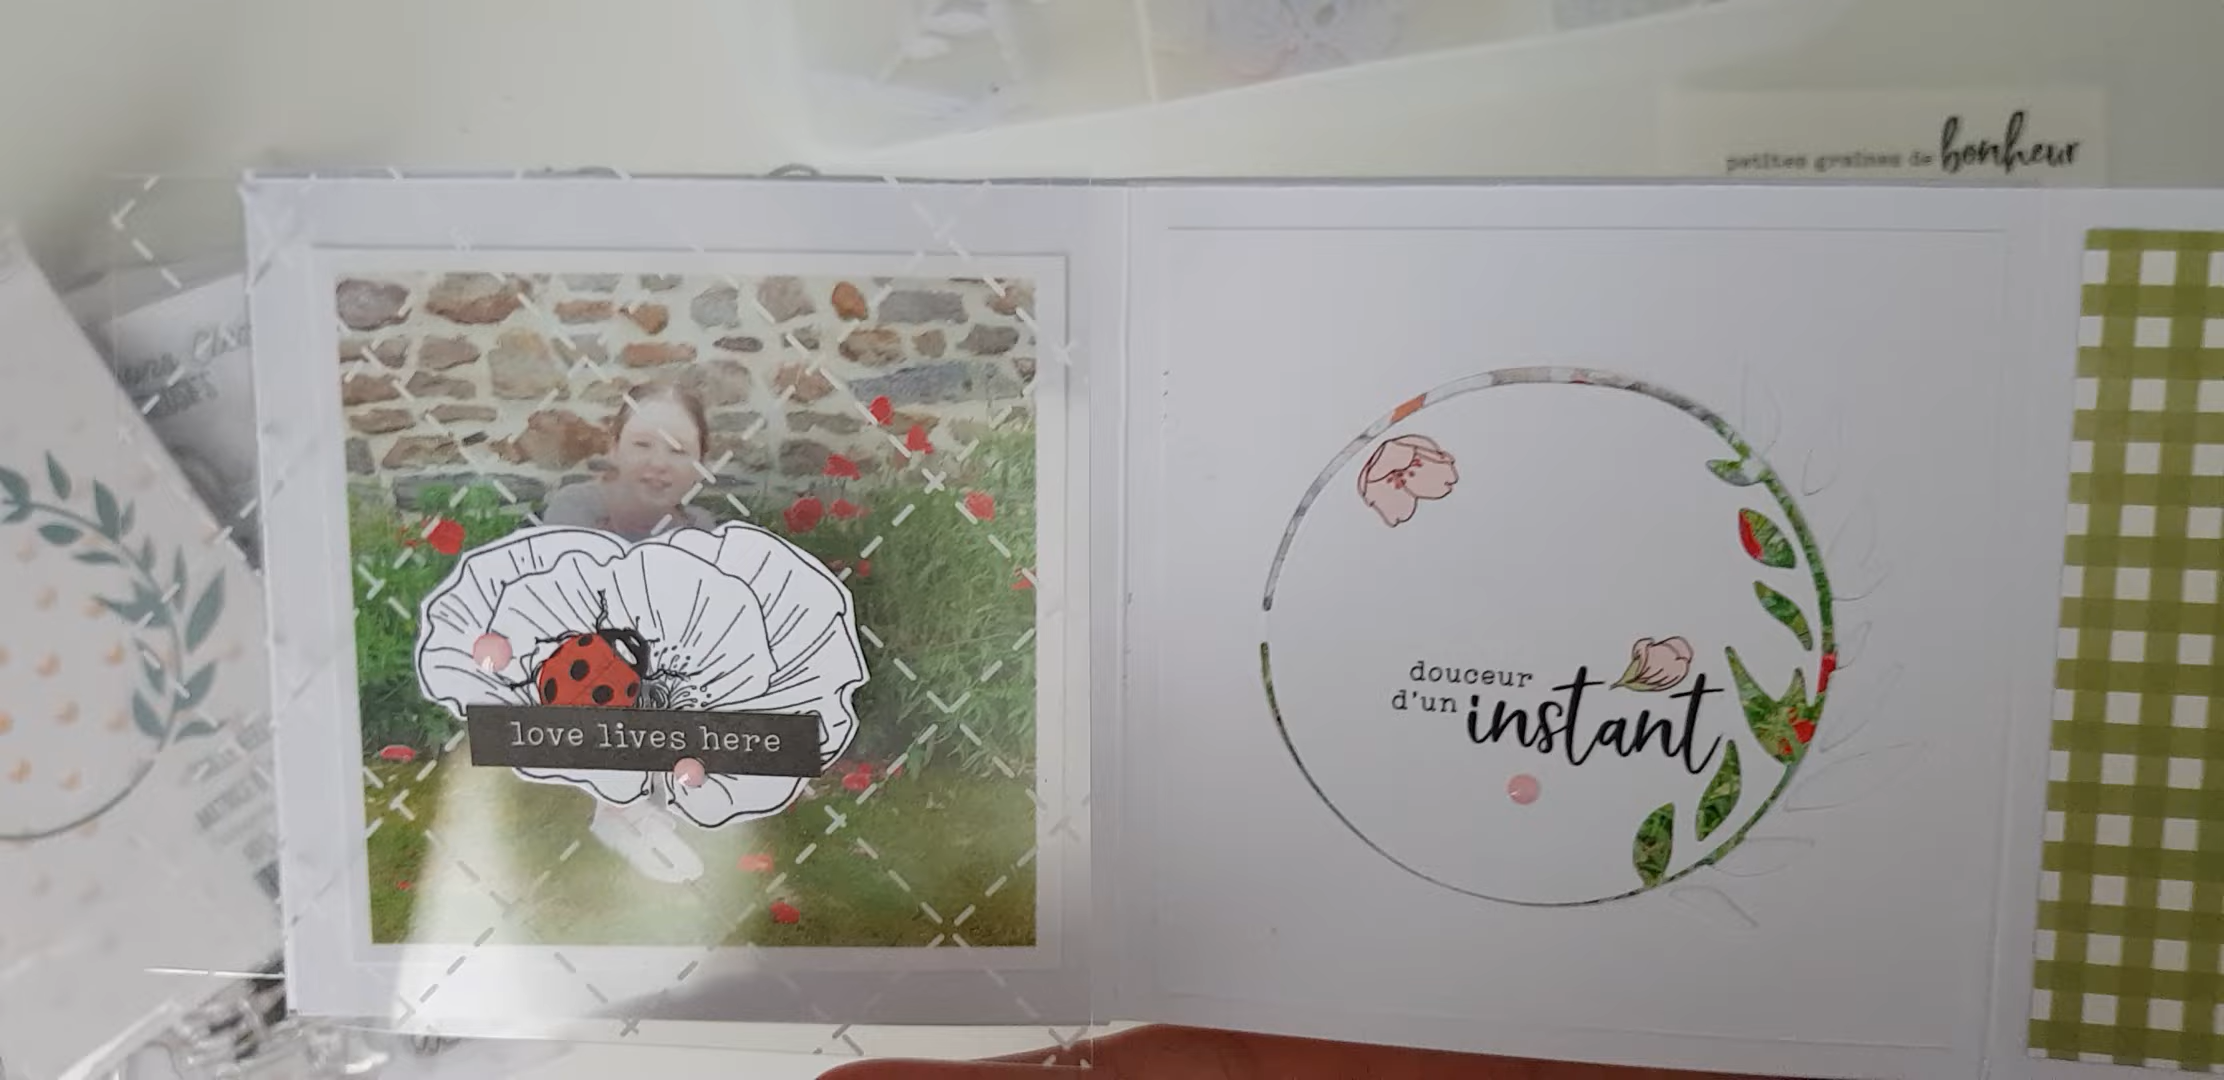 petites graines de bonheur
love lives here
douceur
d'un instant